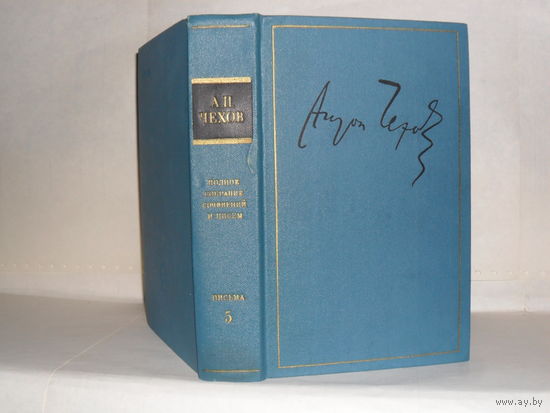 А П
ЧЕХОВ
ПОЛНОЕ
СОБРАНИЕ
СОЧИНЕНИЙ
И ПИСЕМ
ПИСЬМА
5
Антон Чехов
www.ay.by